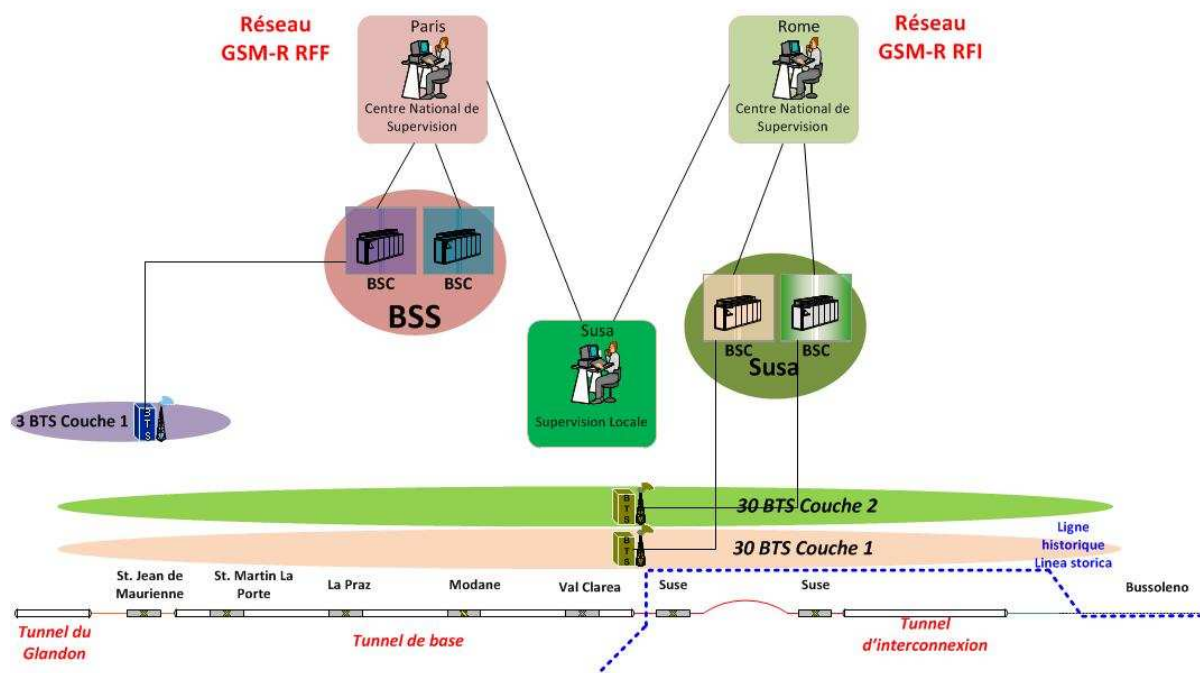 Réseau
GSM-R RFF
Paris
Centre National de
Supervision
Rome
Centre National de
Supervision
Réseau
GSM-R RFI
BSC
BSC
BSS
BSC
BSC
Susa
Susa
Supervision Locale
3 BTS Couche 1
BTS
BTS
30 BTS Couche 2
BTS
30 BTS Couche 1
Ligne
historique
Linea storica
St. Jean de
Maurienne
St. Martin La
Porte
La Praz
Modane
Val Clarea
Suse
Suse
Bussoleno
Tunnel du
Glandon
Tunnel de base
Tunnel
d'interconnexion